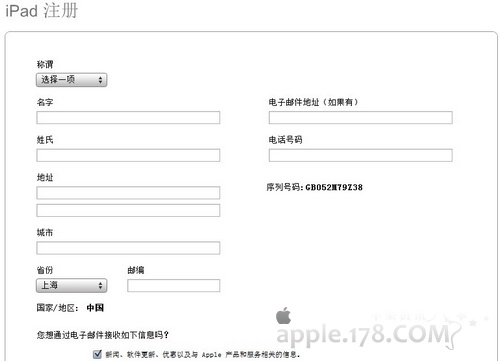 iPad 注册
称谓
选择一项
名字
电子邮件地址（如果有）
姓氏
电话号码
地址
序列号码:GB052M79Z38
城市
省份
邮编
上海
国家/地区: 中国
您想通过电子邮件接收如下信息吗?
新闻、软件更新、优惠以及与 Apple 产品和服务相关的信息。
apple.178.COM